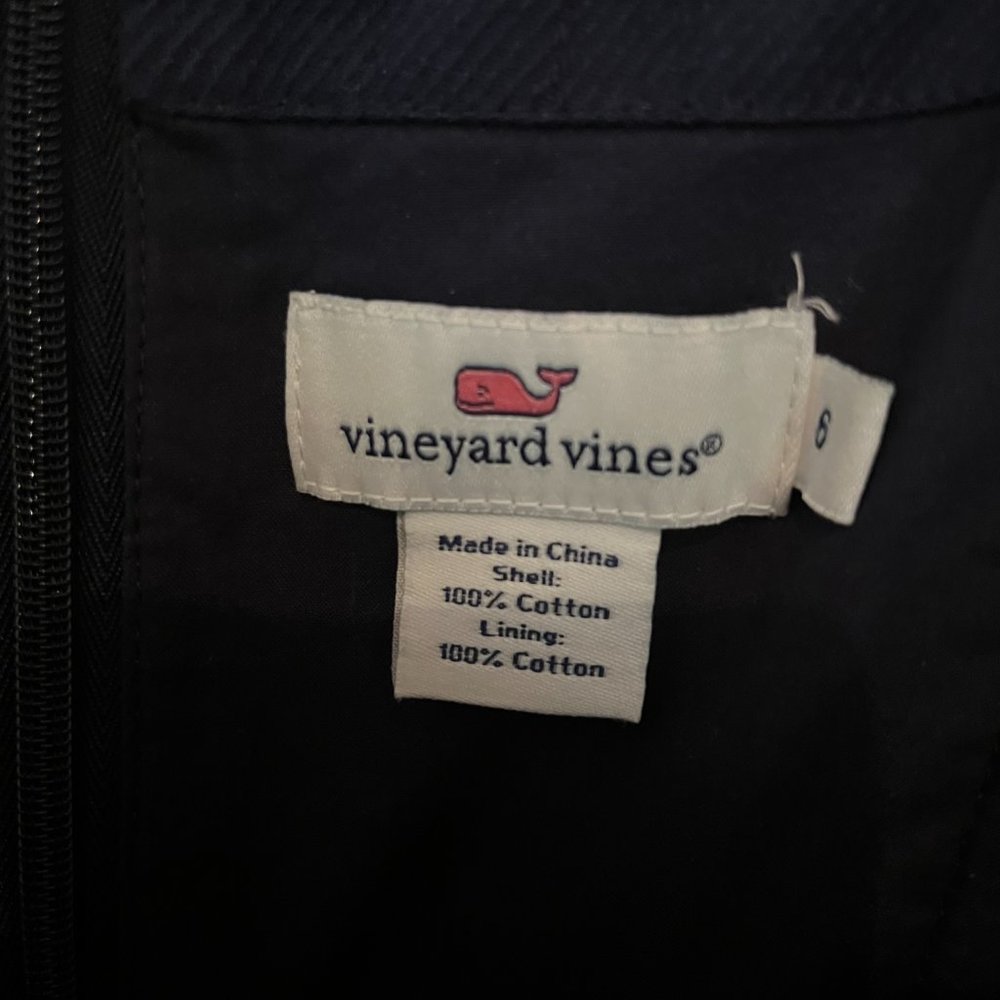 vineyard vines®
6
Made in China
Shell:
100% Cotton
Lining:
100% Cotton